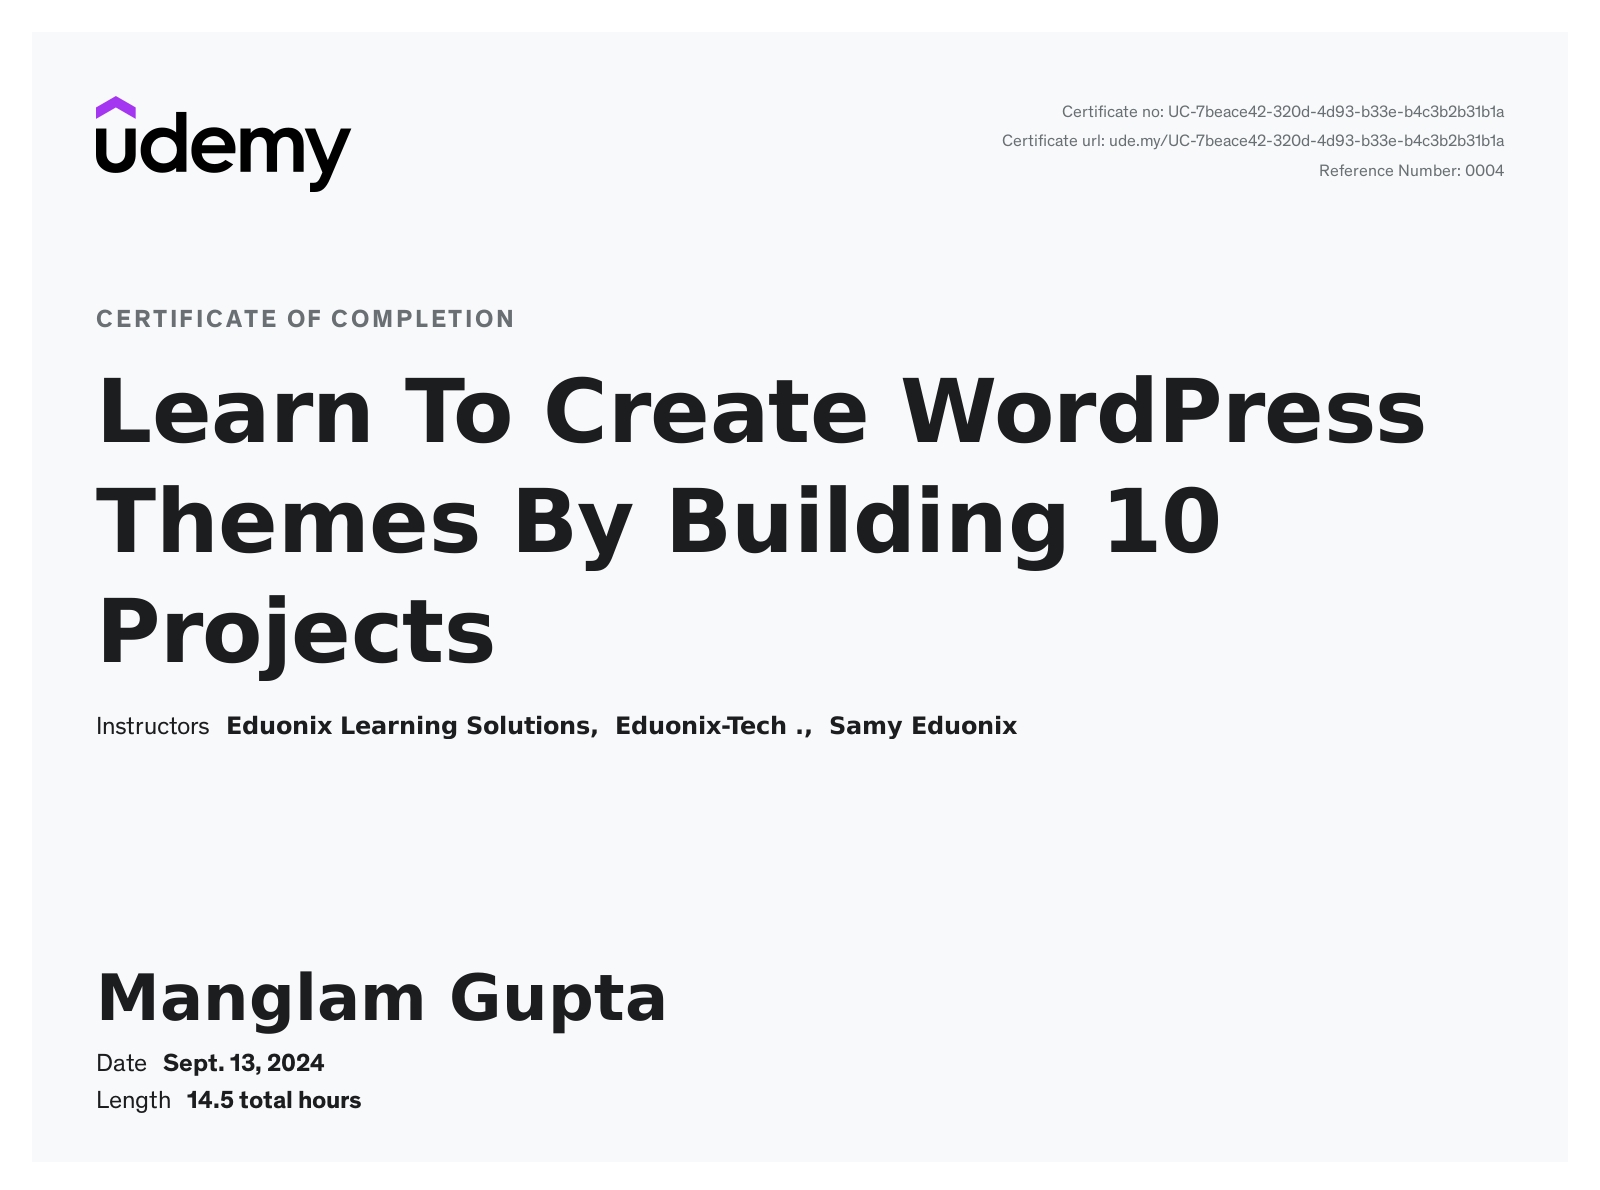 udemy
Certificate no: UC-7beace42-320d-4d93-b33e-b4c3b2b31b1a
Certificate url: ude.my/UC-7beace42-320d-4d93-b33e-b4c3b2b31b1a
Reference Number: 0004
CERTIFICATE OF COMPLETION
Learn To Create WordPress
Themes By Building 10
Projects
Instructors Eduonix Learning Solutions, Eduonix-Tech ., Samy Eduonix
Manglam Gupta
Date Sept. 13, 2024
Length 14.5 total hours